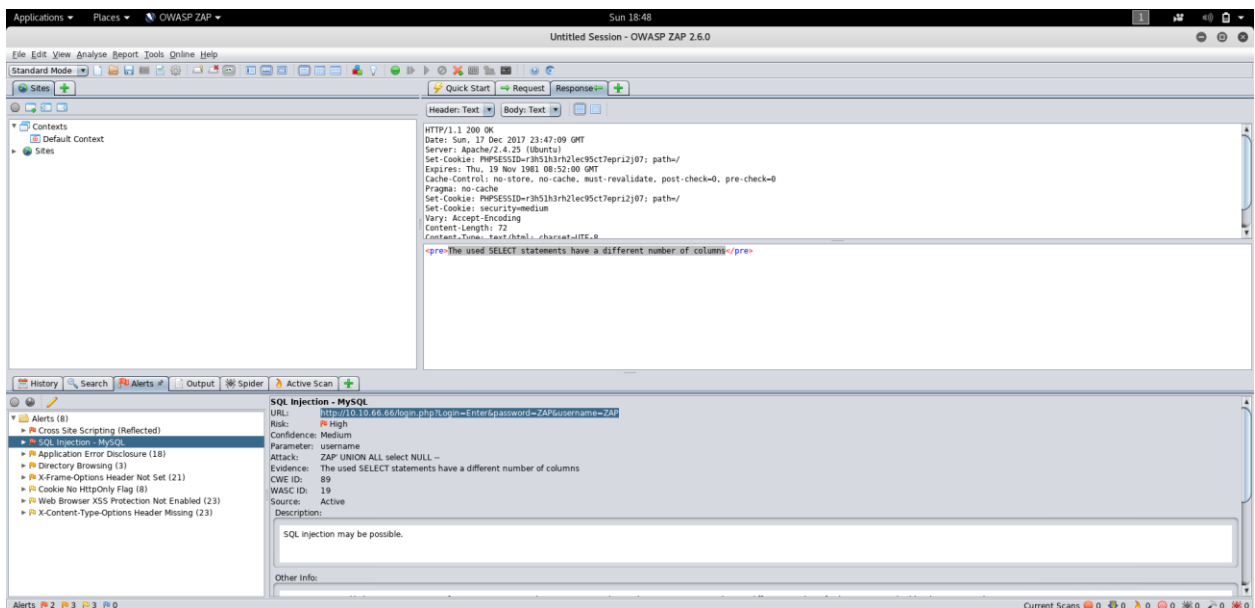 Applications Places OWASP ZAP Sun 18:48 1
Untitled Session - OWASP ZAP 2.6.0
File Edit View Analyse Report Tools Online Help
Standard Mode
Sites
Quick Start Request Response
Header: Text Body: Text
Contexts
Default Context
Sites
HTTP/1.1 200 OK
Date: Sun, 17 Dec 2017 23:47:09 GMT
Server: Apache/2.4.25 (Ubuntu)
Set-Cookie: PHPSESSID=r3h51h3rh2lec95ct7epri2j07; path=/
Expires: Thu, 19 Nov 1981 08:52:00 GMT
Cache-Control: no-store, no-cache, must-revalidate, post-check=0, pre-check=0
Pragma: no-cache
Set-Cookie: PHPSESSID=r3h51h3rh2lec95ct7epri2j07; path=/
Set-Cookie: security=medium
Vary: Accept-Encoding
Content-Length: 72
Content-Type: text/html; charset=UTF-8
<pre>The used SELECT statements have a different number of columns</pre>
History Search Alerts Output Spider Active Scan
Alerts (8)
Cross Site Scripting (Reflected)
SQL Injection - MySQL
Application Error Disclosure (18)
Directory Browsing (3)
X-Frame-Options Header Not Set (21)
Cookie No HttpOnly Flag (8)
Web Browser XSS Protection Not Enabled (23)
X-Content-Type-Options Header Missing (23)
SQL Injection - MySQL
URL: http://10.10.66.66/login.php?Login=Enter&password=ZAP&username=ZAP
Risk: High
Confidence: Medium
Parameter: username
Attack: ZAP' UNION ALL select NULL --
Evidence: The used SELECT statements have a different number of columns
CWE ID: 89
WASC ID: 19
Source: Active
Description:
SQL injection may be possible.
Other Info:
Alerts 2 3 3 0 Current Scans 0 0 0 0 0 0 0